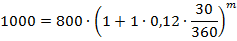 1000 = 800 · (1 + 1 · 0,12 · 30/360)^m